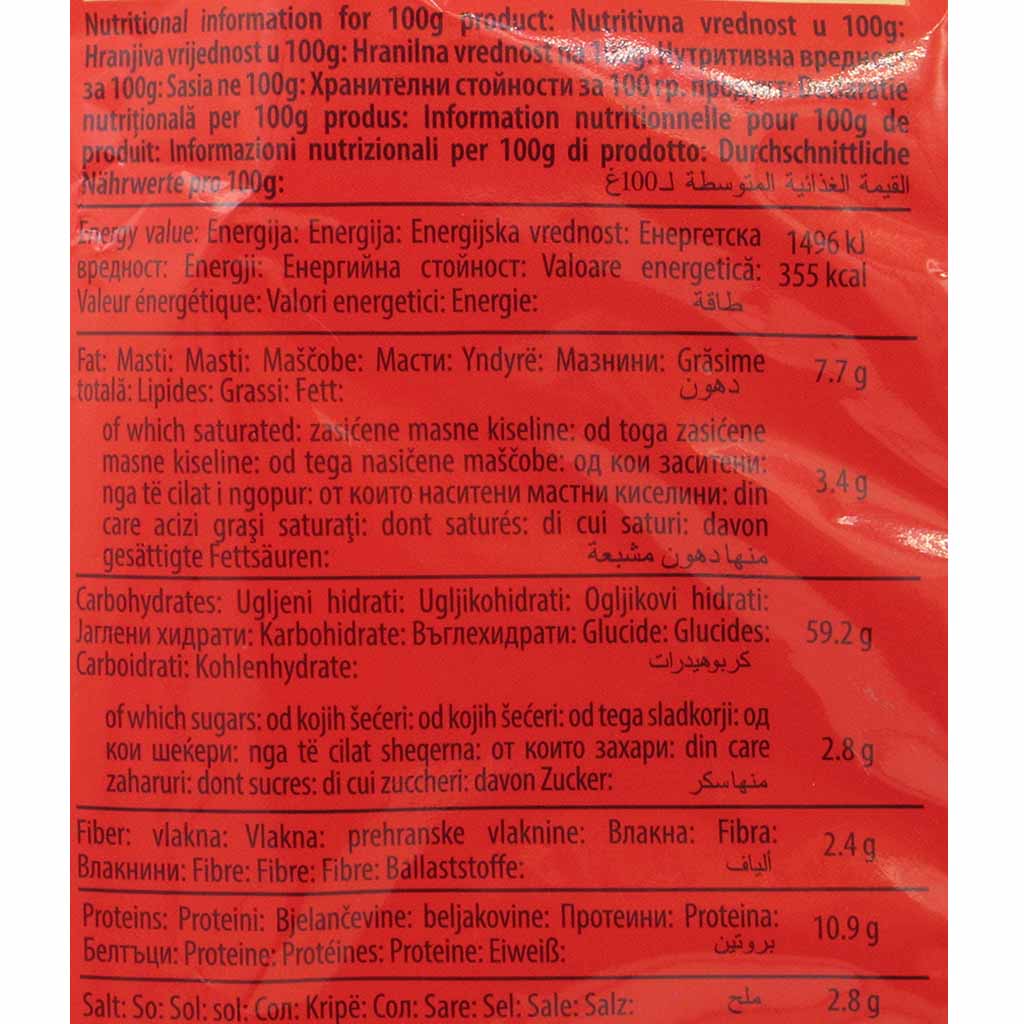 Nutritional information for 100g product: Nutritivna vrednost u 100g:
Hranjiva vrijednost u 100g: Hranilna vrednost na 100g: Нутритивна вредност
за 100g: Sasia ne 100g: Хранителни стойности за 100 гр. продукт: Declaratie
nutriţională per 100g produs: Information nutritionnelle pour 100g de
produit: Informazioni nutrizionali per 100g di prodotto: Durchschnittliche
Nährwerte pro 100g: القيمة الغذائية المتوسطة لـ100غ
Energy value: Energija: Energija: Energijska vrednost: Енергетска 1496 kJ
вредност: Energji: Енергийна стойност: Valoare energetică: 355 kcal
Valeur énergétique: Valori energetici: Energie: طاقة
Fat: Masti: Masti: Maščobe: Масти: Yndyrë: Мазнини: Grăsime 7.7 g
totală: Lipides: Grassi: Fett: دهون
of which saturated: zasićene masne kiseline: od toga zasićene
masne kiseline: od tega nasičene maščobe: од кои заситени:
nga të cilat i ngopur: от които наситени мастни киселини: din 3.4 g
care acizi graşi saturaţi: dont saturés: di cui saturi: davon
gesättigte Fettsäuren: منها دهون مشبعة
Carbohydrates: Ugljeni hidrati: Ugljikohidrati: Ogljikovi hidrati:
Јаглени хидрати: Karbohidrate: Въглехидрати: Glucide: Glucides: 59.2 g
Carboidrati: Kohlenhydrate: كربوهيدرات
of which sugars: od kojih šećeri: od kojih šećeri: od tega sladkorji: од
кои шеќери: nga të cilat sheqerna: от които захари: din care 2.8 g
zaharuri: dont sucres: di cui zuccheri: davon Zucker: منها سكر
Fiber: vlakna: Vlakna: prehranske vlaknine: Влакна: Fibra: 2.4 g
Влакнини: Fibre: Fibre: Fibre: Ballaststoffe: ألياف
Proteins: Proteini: Bjelančevine: beljakovine: Протеини: Proteina: 10.9 g
Белтъци: Proteine: Protéines: Proteine: Eiweiß: بروتين
Salt: So: Sol: sol: Сол: Kripë: Сол: Sare: Sel: Sale: Salz: ملح 2.8 g